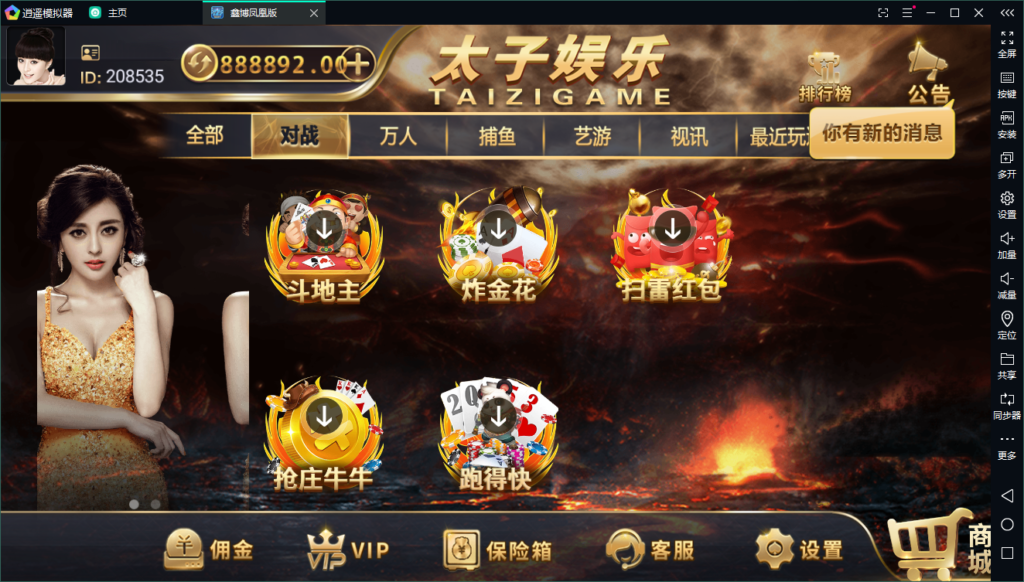 逍遥模拟器
主页
鑫博凤凰版
ID: 208535
888892.00
太子娱乐
TAIZIGAME
排行榜
公告
你有新的消息
全部
对战
万人
捕鱼
艺游
视讯
最近玩
斗地主
炸金花
扫雷红包
抢庄牛牛
跑得快
佣金
VIP
VIP
保险箱
客服
设置
商城
全屏
按键
APK
安装
多开
设置
加量
减量
定位
共享
同步器
更多